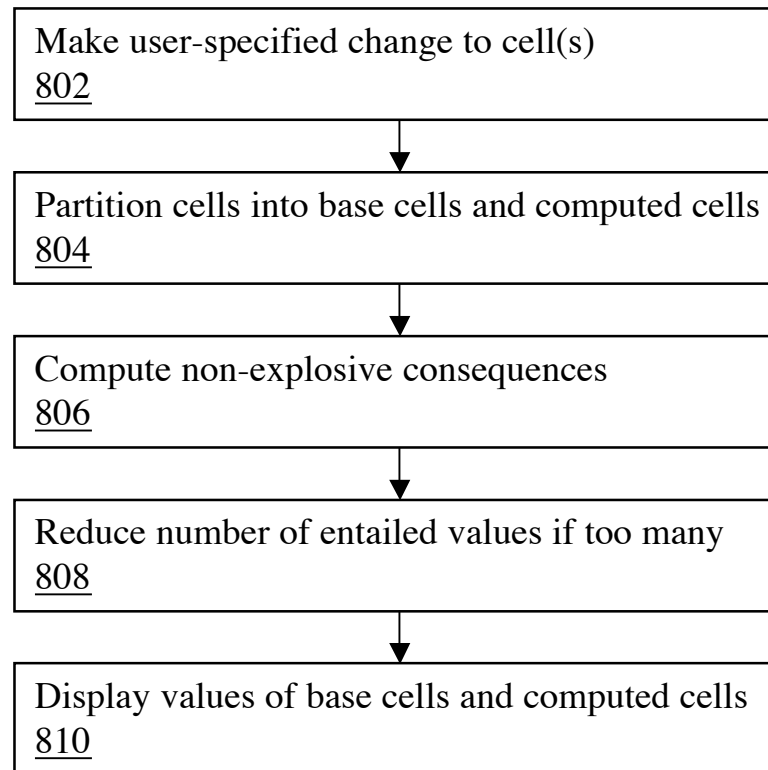 Make user-specified change to cell(s)
802
Partition cells into base cells and computed cells
804
Compute non-explosive consequences
806
Reduce number of entailed values if too many
808
Display values of base cells and computed cells
810